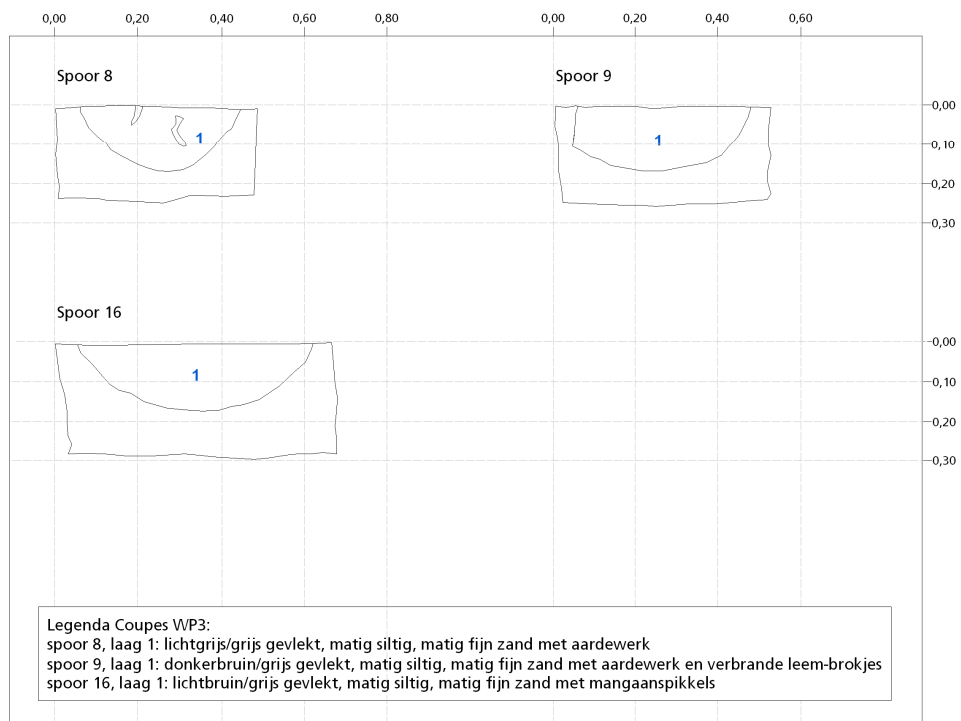 0,00 0,20 0,40 0,60 0,80 0,00 0,20 0,40 0,60
Spoor 8 Spoor 9
0,00
1 1
0,10
0,20
0,30
Spoor 16
0,00
1
0,10
0,20
0,30
Legenda Coupes WP3:
spoor 8, laag 1: lichtgrijs/grijs gevlekt, matig siltig, matig fijn zand met aardewerk
spoor 9, laag 1: donkerbruin/grijs gevlekt, matig siltig, matig fijn zand met aardewerk en verbrande leem-brokjes
spoor 16, laag 1: lichtbruin/grijs gevlekt, matig siltig, matig fijn zand met mangaanspikkels